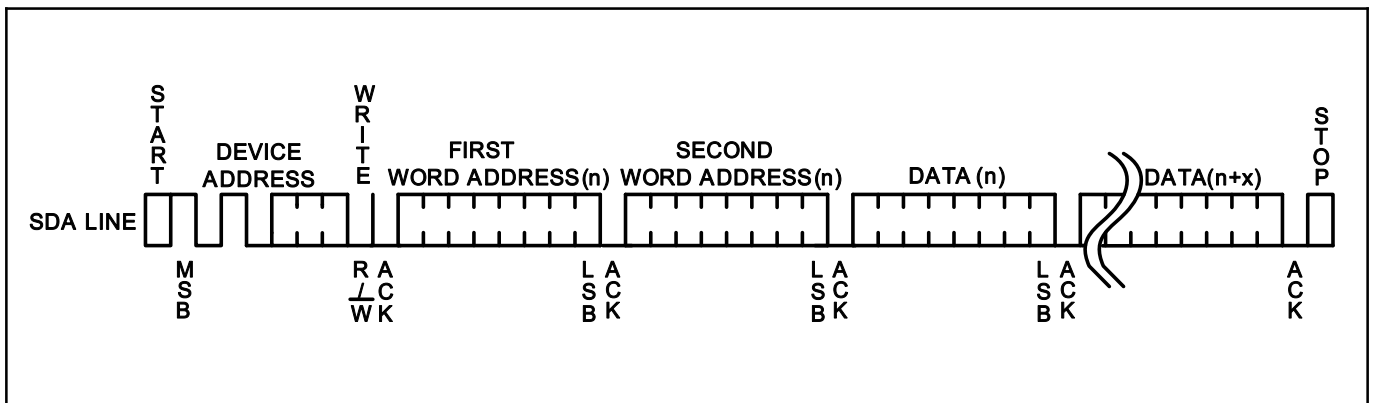 START
DEVICE
ADDRESS
WRITE
FIRST
WORD ADDRESS(n)
SECOND
WORD ADDRESS(n)
DATA (n)
DATA(n+x)
STOP
SDA LINE
MSB
R/W
ACK
LSB
ACK
LSB
ACK
LSB
ACK
ACK